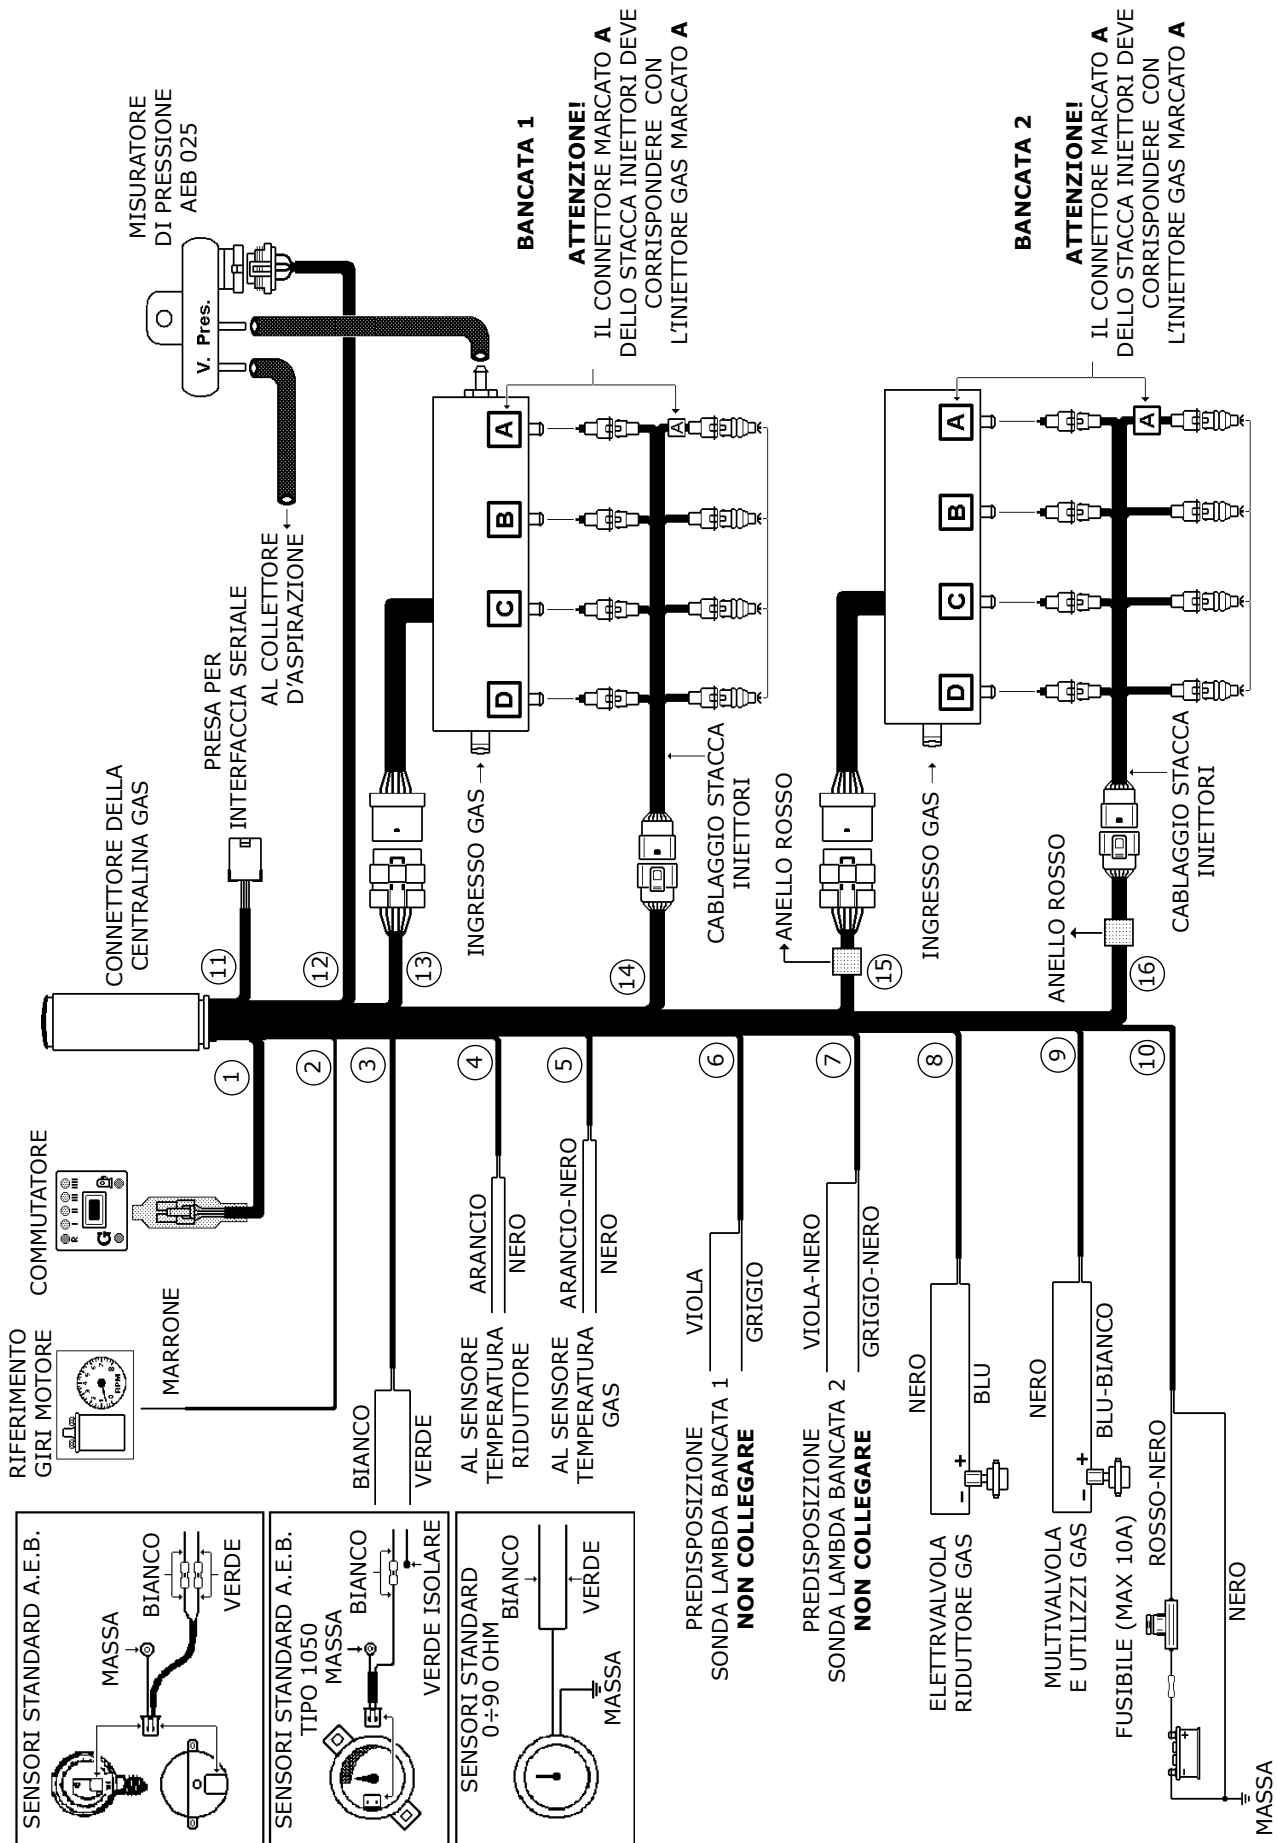 SENSORI STANDARD A.E.B.
MASSA
BIANCO
VERDE
SENSORI STANDARD A.E.B.
TIPO 1050
MASSA
BIANCO
VERDE ISOLARE
SENSORI STANDARD
0÷90 OHM
BIANCO
VERDE
MASSA
RIFERIMENTO
GIRI MOTORE
RPM
MARRONE
COMMUTATORE
R I II III IIII
CONNETTORE DELLA
CENTRALINA GAS
PRESA PER
INTERFACCIA SERIALE
AL COLLETTORE
D'ASPIRAZIONE
MISURATORE
DI PRESSIONE
AEB 025
V. Pres.
1
2
3
4
5
6
7
8
9
10
11
12
13
14
15
16
BIANCO
VERDE
AL SENSORE
TEMPERATURA
RIDUTTORE
ARANCIO
NERO
AL SENSORE
TEMPERATURA
GAS
ARANCIO-NERO
NERO
PREDISPOSIZIONE
SONDA LAMBDA BANCATA 1
NON COLLEGARE
VIOLA
GRIGIO
PREDISPOSIZIONE
SONDA LAMBDA BANCATA 2
NON COLLEGARE
VIOLA-NERO
GRIGIO-NERO
ELETTRVALVOLA
RIDUTTORE GAS
NERO
BLU
- +
MULTIVALVOLA
E UTILIZZI GAS
NERO
BLU-BIANCO
- +
FUSIBILE (MAX 10A)
ROSSO-NERO
NERO
- +
MASSA
INGRESSO GAS
D C B A
A
CABLAGGIO STACCA
INIETTORI
BANCATA 1
ATTENZIONE!
IL CONNETTORE MARCATO A
DELLO STACCA INIETTORI DEVE
CORRISPONDERE CON
L'INIETTORE GAS MARCATO A
ANELLO ROSSO
INGRESSO GAS
D C B A
A
ANELLO ROSSO
CABLAGGIO STACCA
INIETTORI
BANCATA 2
ATTENZIONE!
IL CONNETTORE MARCATO A
DELLO STACCA INIETTORI DEVE
CORRISPONDERE CON
L'INIETTORE GAS MARCATO A